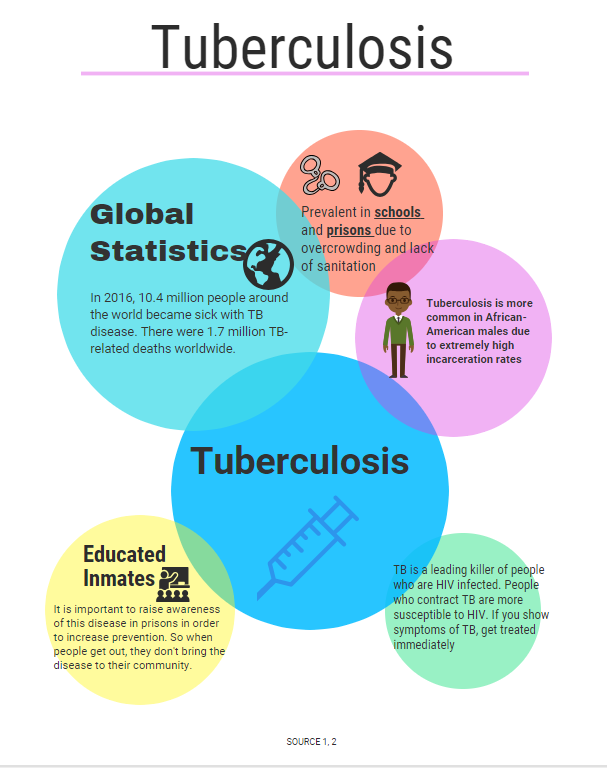 Tuberculosis
Prevalent in schools
and prisons due to
overcrowding and lack
of sanitation
Global
Statistics
In 2016, 10.4 million people around
the world became sick with TB
disease. There were 1.7 million TB-
related deaths worldwide.
Tuberculosis is more
common in African-
American males due
to extremely high
incarceration rates
Tuberculosis
Educated
Inmates
It is important to raise awareness
of this disease in prisons in order
to increase prevention. So when
people get out, they don't bring the
disease to their community.
TB is a leading killer of people
who are HIV infected. People
who contract TB are more
susceptible to HIV. If you show
symptoms of TB, get treated
immediately
SOURCE 1, 2